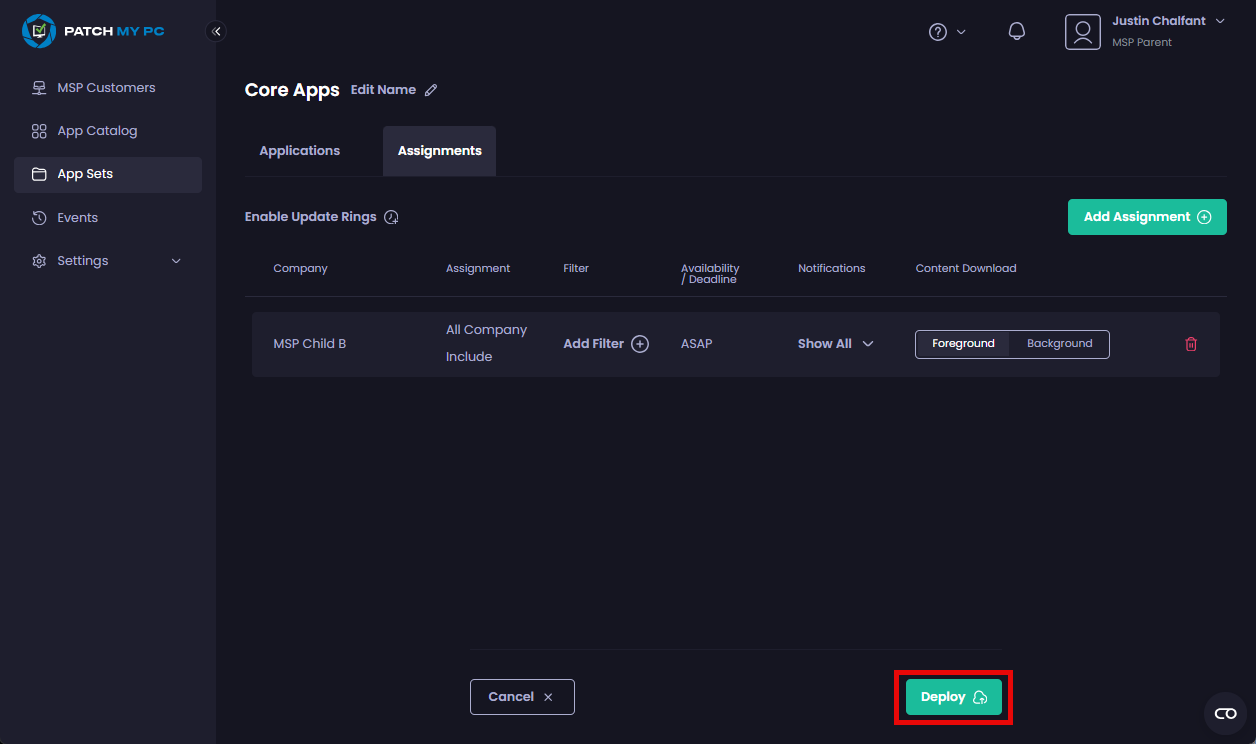 PATCH MY PC
Justin Chalfant
MSP Parent
MSP Customers
App Catalog
App Sets
Events
Settings
Core Apps Edit Name
Applications Assignments
Enable Update Rings
Add Assignment
Company Assignment Filter Availability / Deadline Notifications Content Download
MSP Child B
All Company
Include
Add Filter
ASAP
Show All
Foreground Background
Cancel
Deploy